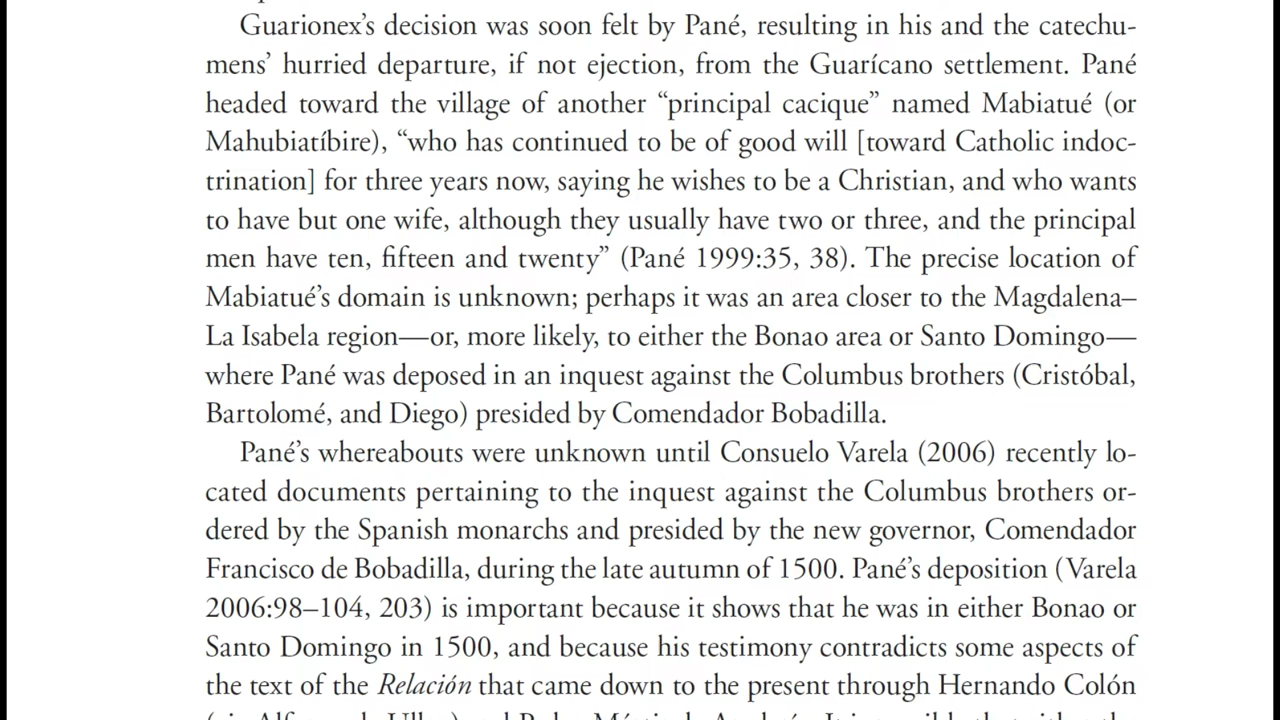 Guarionex’s decision was soon felt by Pané, resulting in his and the catechu-
mens’ hurried departure, if not ejection, from the Guarícano settlement. Pané
headed toward the village of another “principal cacique” named Mabiatué (or
Mahubiatíbire), “who has continued to be of good will [toward Catholic indoc-
trination] for three years now, saying he wishes to be a Christian, and who wants
to have but one wife, although they usually have two or three, and the principal
men have ten, fifteen and twenty” (Pané 1999:35, 38). The precise location of
Mabiatué’s domain is unknown; perhaps it was an area closer to the Magdalena–
La Isabela region—or, more likely, to either the Bonao area or Santo Domingo—
where Pané was deposed in an inquest against the Columbus brothers (Cristóbal,
Bartolomé, and Diego) presided by Comendador Bobadilla.
Pané’s whereabouts were unknown until Consuelo Varela (2006) recently lo-
cated documents pertaining to the inquest against the Columbus brothers or-
dered by the Spanish monarchs and presided by the new governor, Comendador
Francisco de Bobadilla, during the late autumn of 1500. Pané’s deposition (Varela
2006:98–104, 203) is important because it shows that he was in either Bonao or
Santo Domingo in 1500, and because his testimony contradicts some aspects of
the text of the Relación that came down to the present through Hernando Colón